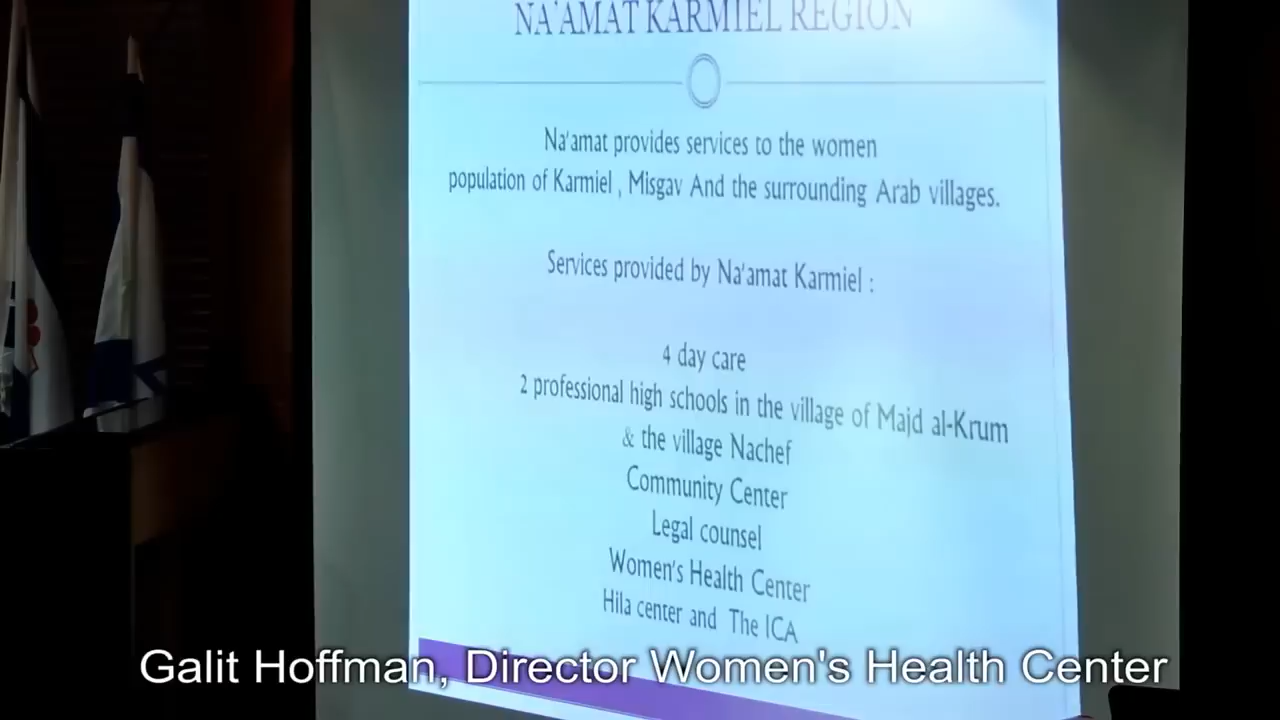 NA'AMAT KARMIEL REGION
Na'amat provides services to the women
population of Karmiel , Misgav And the surrounding Arab villages.
Services provided by Na'amat Karmiel :
4 day care
2 professional high schools in the village of Majd al-Krum
& the village Nachef
Community Center
Legal counsel
Women's Health Center
Hila center and The ICA
Galit Hoffman, Director Women's Health Center